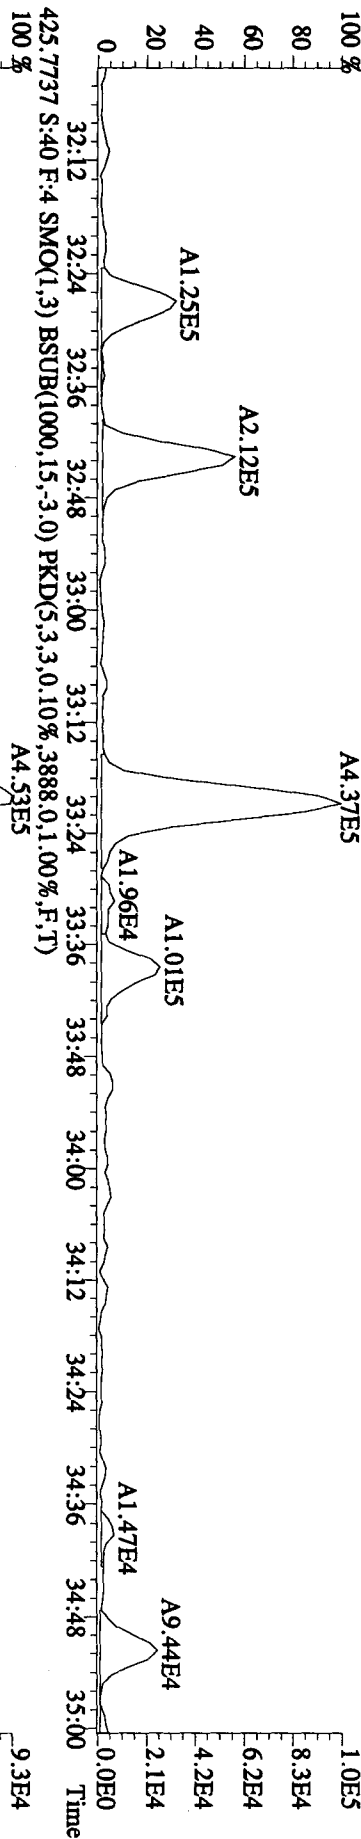 100 %
80
60
40
20
0
A1.25E5
A2.12E5
A4.37E5
A1.96E4
A1.01E5
A1.47E4
A9.44E4
1.0E5
8.3E4
6.2E4
4.2E4
2.1E4
0.0E0
32:12 32:24 32:36 32:48 33:00 33:12 33:24 33:36 33:48 34:00 34:12 34:24 34:36 34:48 35:00 Time
425.7737 S:40 F:4 SMO(1,3) BSUB(1000,15,-3.0) PKD(5,3,3,0.10%,3888.0,1.00%,F,T)
100 %
A4.53E5
9.3E4